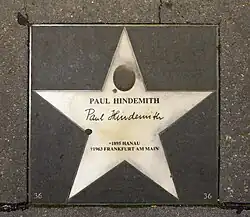 PAUL HINDEMITH
Paul Hindemith
*1895 HANAU
†1963 FRANKFURT AM MAIN
36 36